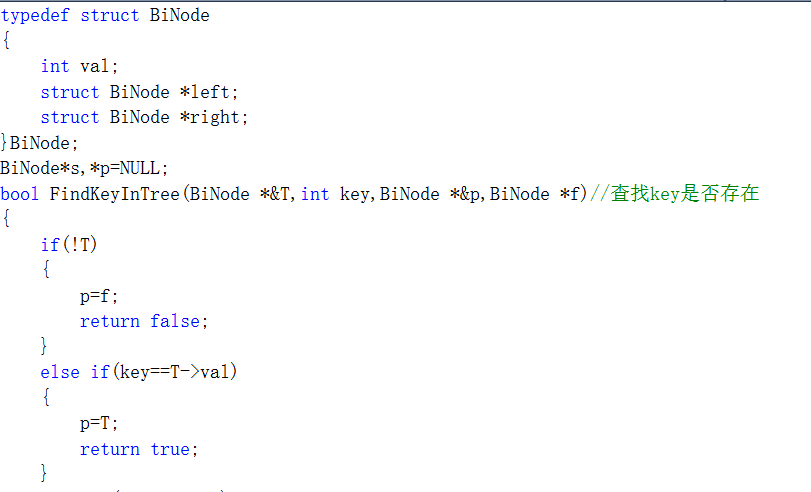 typedef struct BiNode
{
    int val;
    struct BiNode *left;
    struct BiNode *right;
}BiNode;
BiNode*s,*p=NULL;
bool FindKeyInTree(BiNode *&T,int key,BiNode *&p,BiNode *f)//查找key是否存在
{
    if(!T)
    {
        p=f;
        return false;
    }
    else if(key==T->val)
    {
        p=T;
        return true;
    }